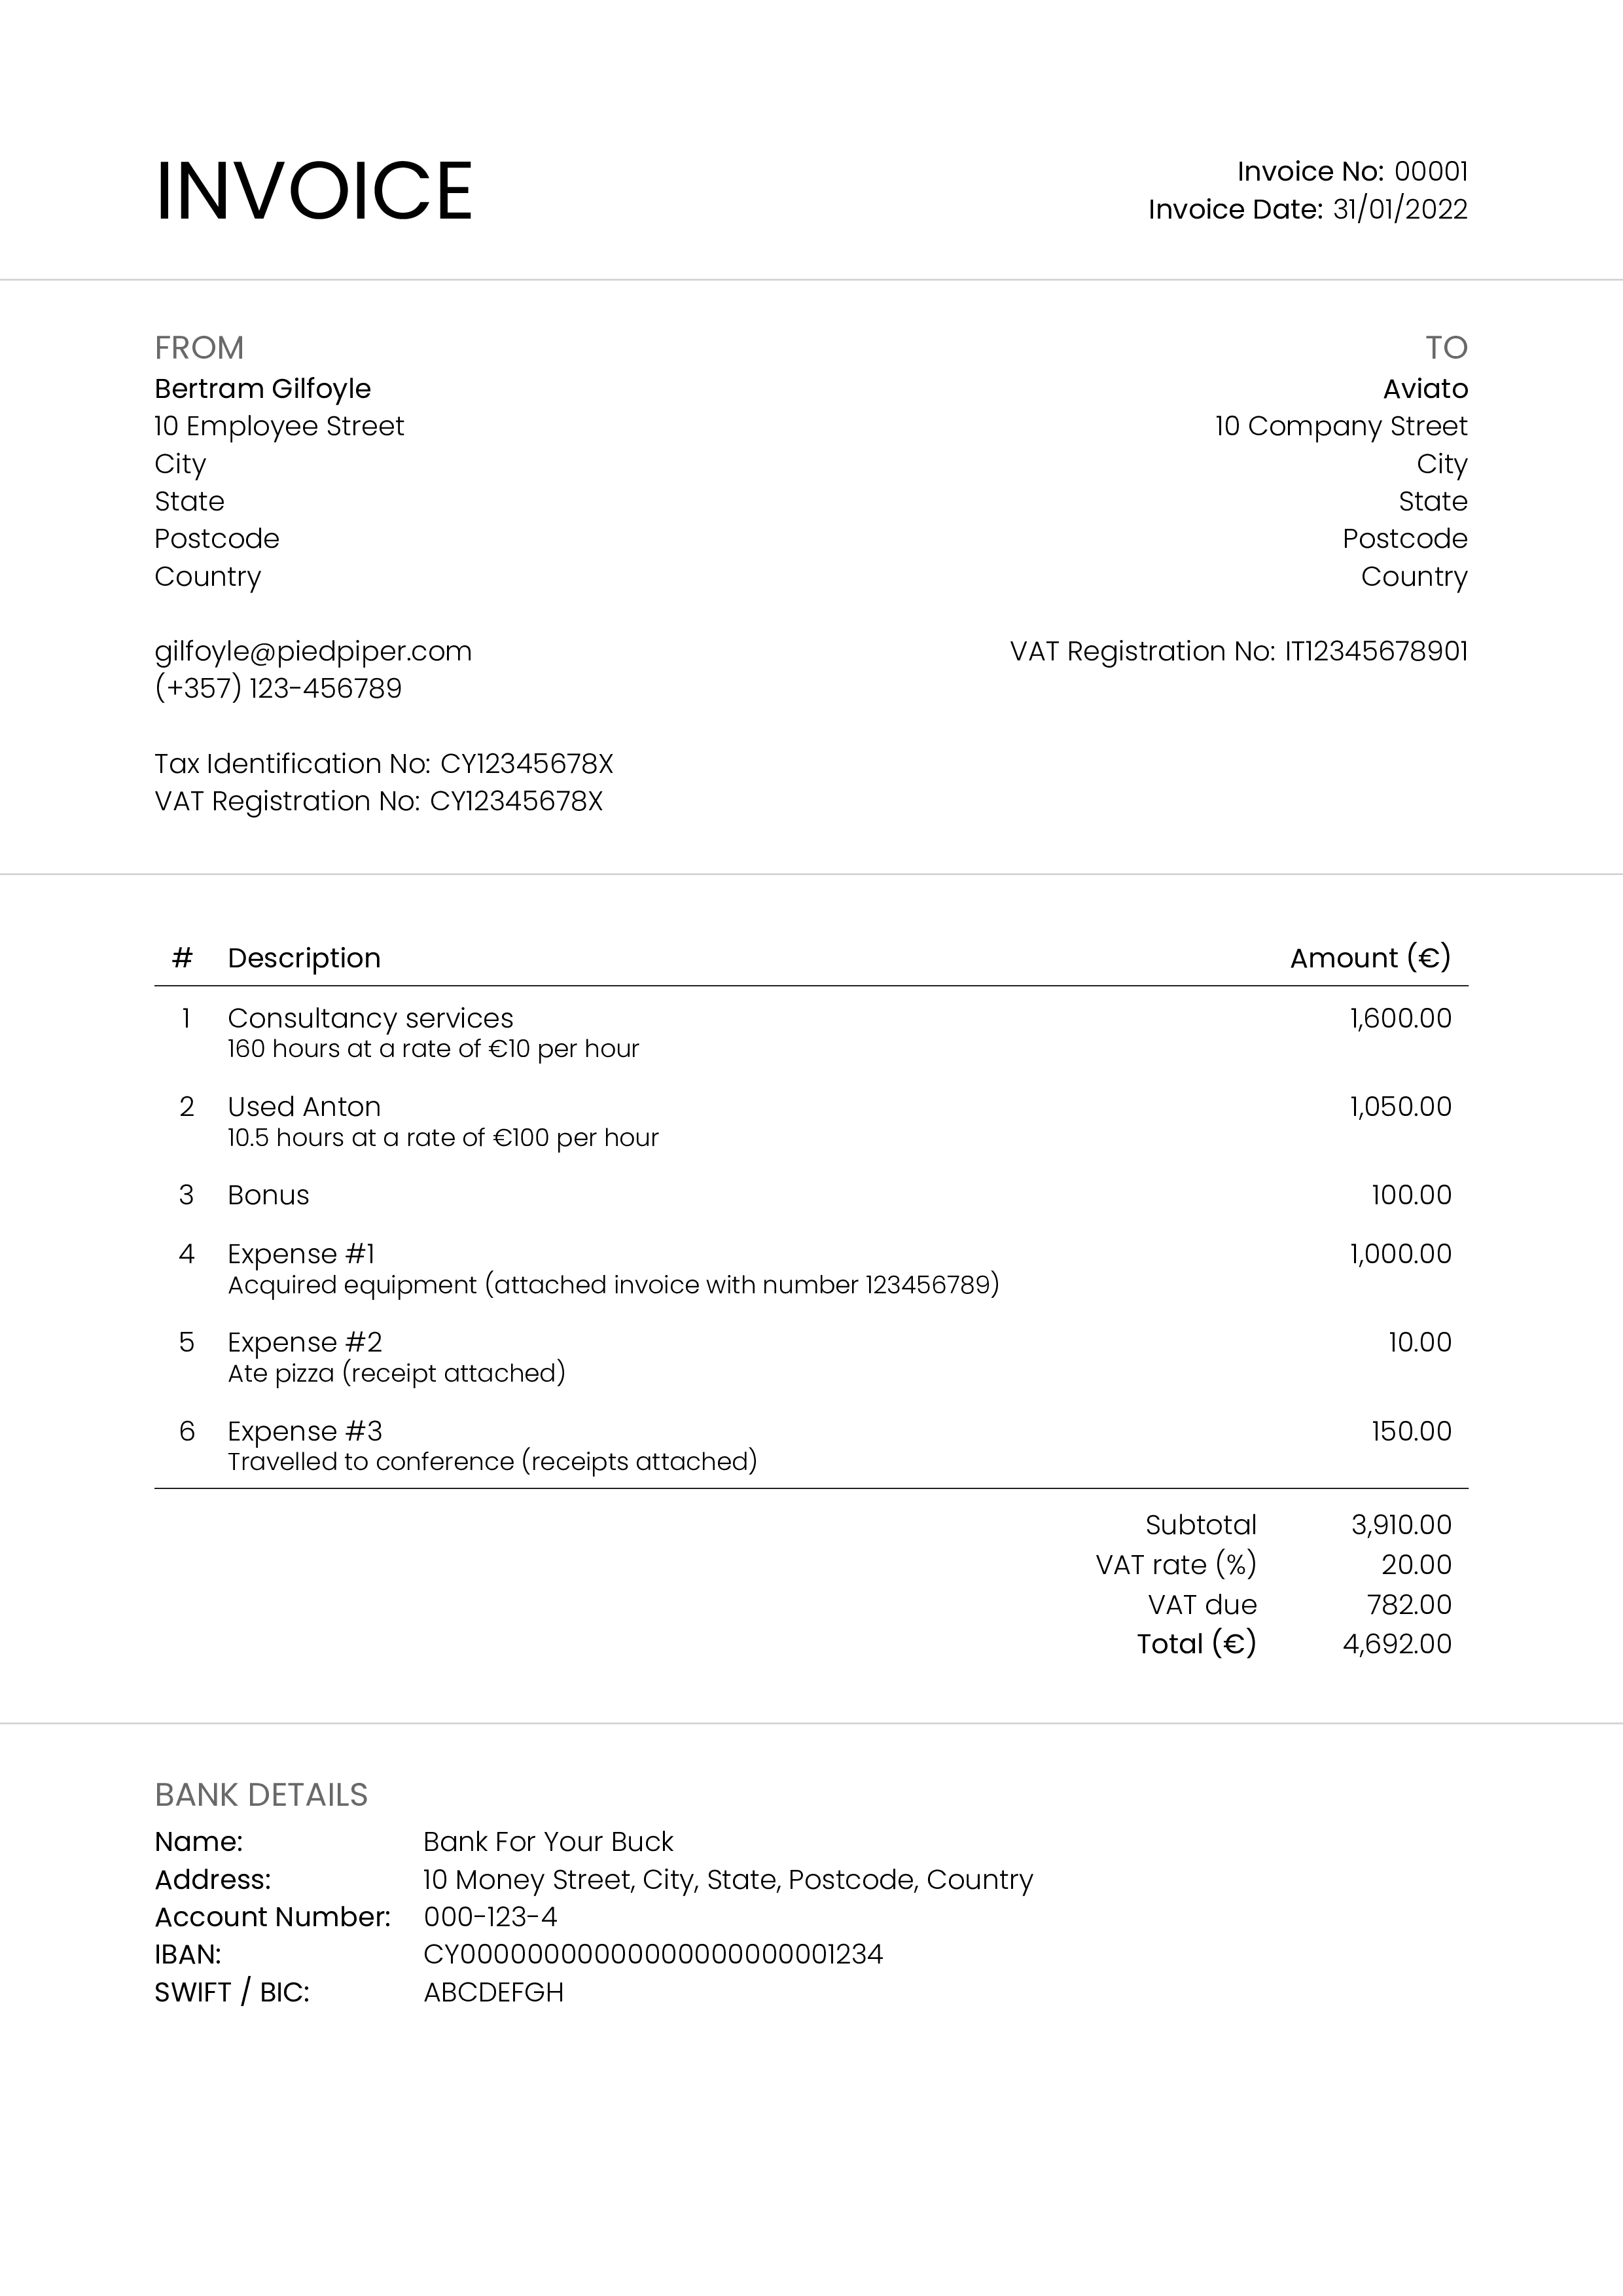 INVOICE
Invoice No: 00001
Invoice Date: 31/01/2022
FROM
Bertram Gilfoyle
10 Employee Street
City
State
Postcode
Country
gilfoyle@piedpiper.com
(+357) 123-456789
Tax Identification No: CY12345678X
VAT Registration No: CY12345678X
TO
Aviato
10 Company Street
City
State
Postcode
Country
VAT Registration No: IT12345678901
# Description Amount (€)
1 Consultancy services 1,600.00
160 hours at a rate of €10 per hour
2 Used Anton 1,050.00
10.5 hours at a rate of €100 per hour
3 Bonus 100.00
4 Expense #1 1,000.00
Acquired equipment (attached invoice with number 123456789)
5 Expense #2 10.00
Ate pizza (receipt attached)
6 Expense #3 150.00
Travelled to conference (receipts attached)
Subtotal 3,910.00
VAT rate (%) 20.00
VAT due 782.00
Total (€) 4,692.00
BANK DETAILS
Name: Bank For Your Buck
Address: 10 Money Street, City, State, Postcode, Country
Account Number: 000-123-4
IBAN: CY00000000000000000000001234
SWIFT / BIC: ABCDEFGH